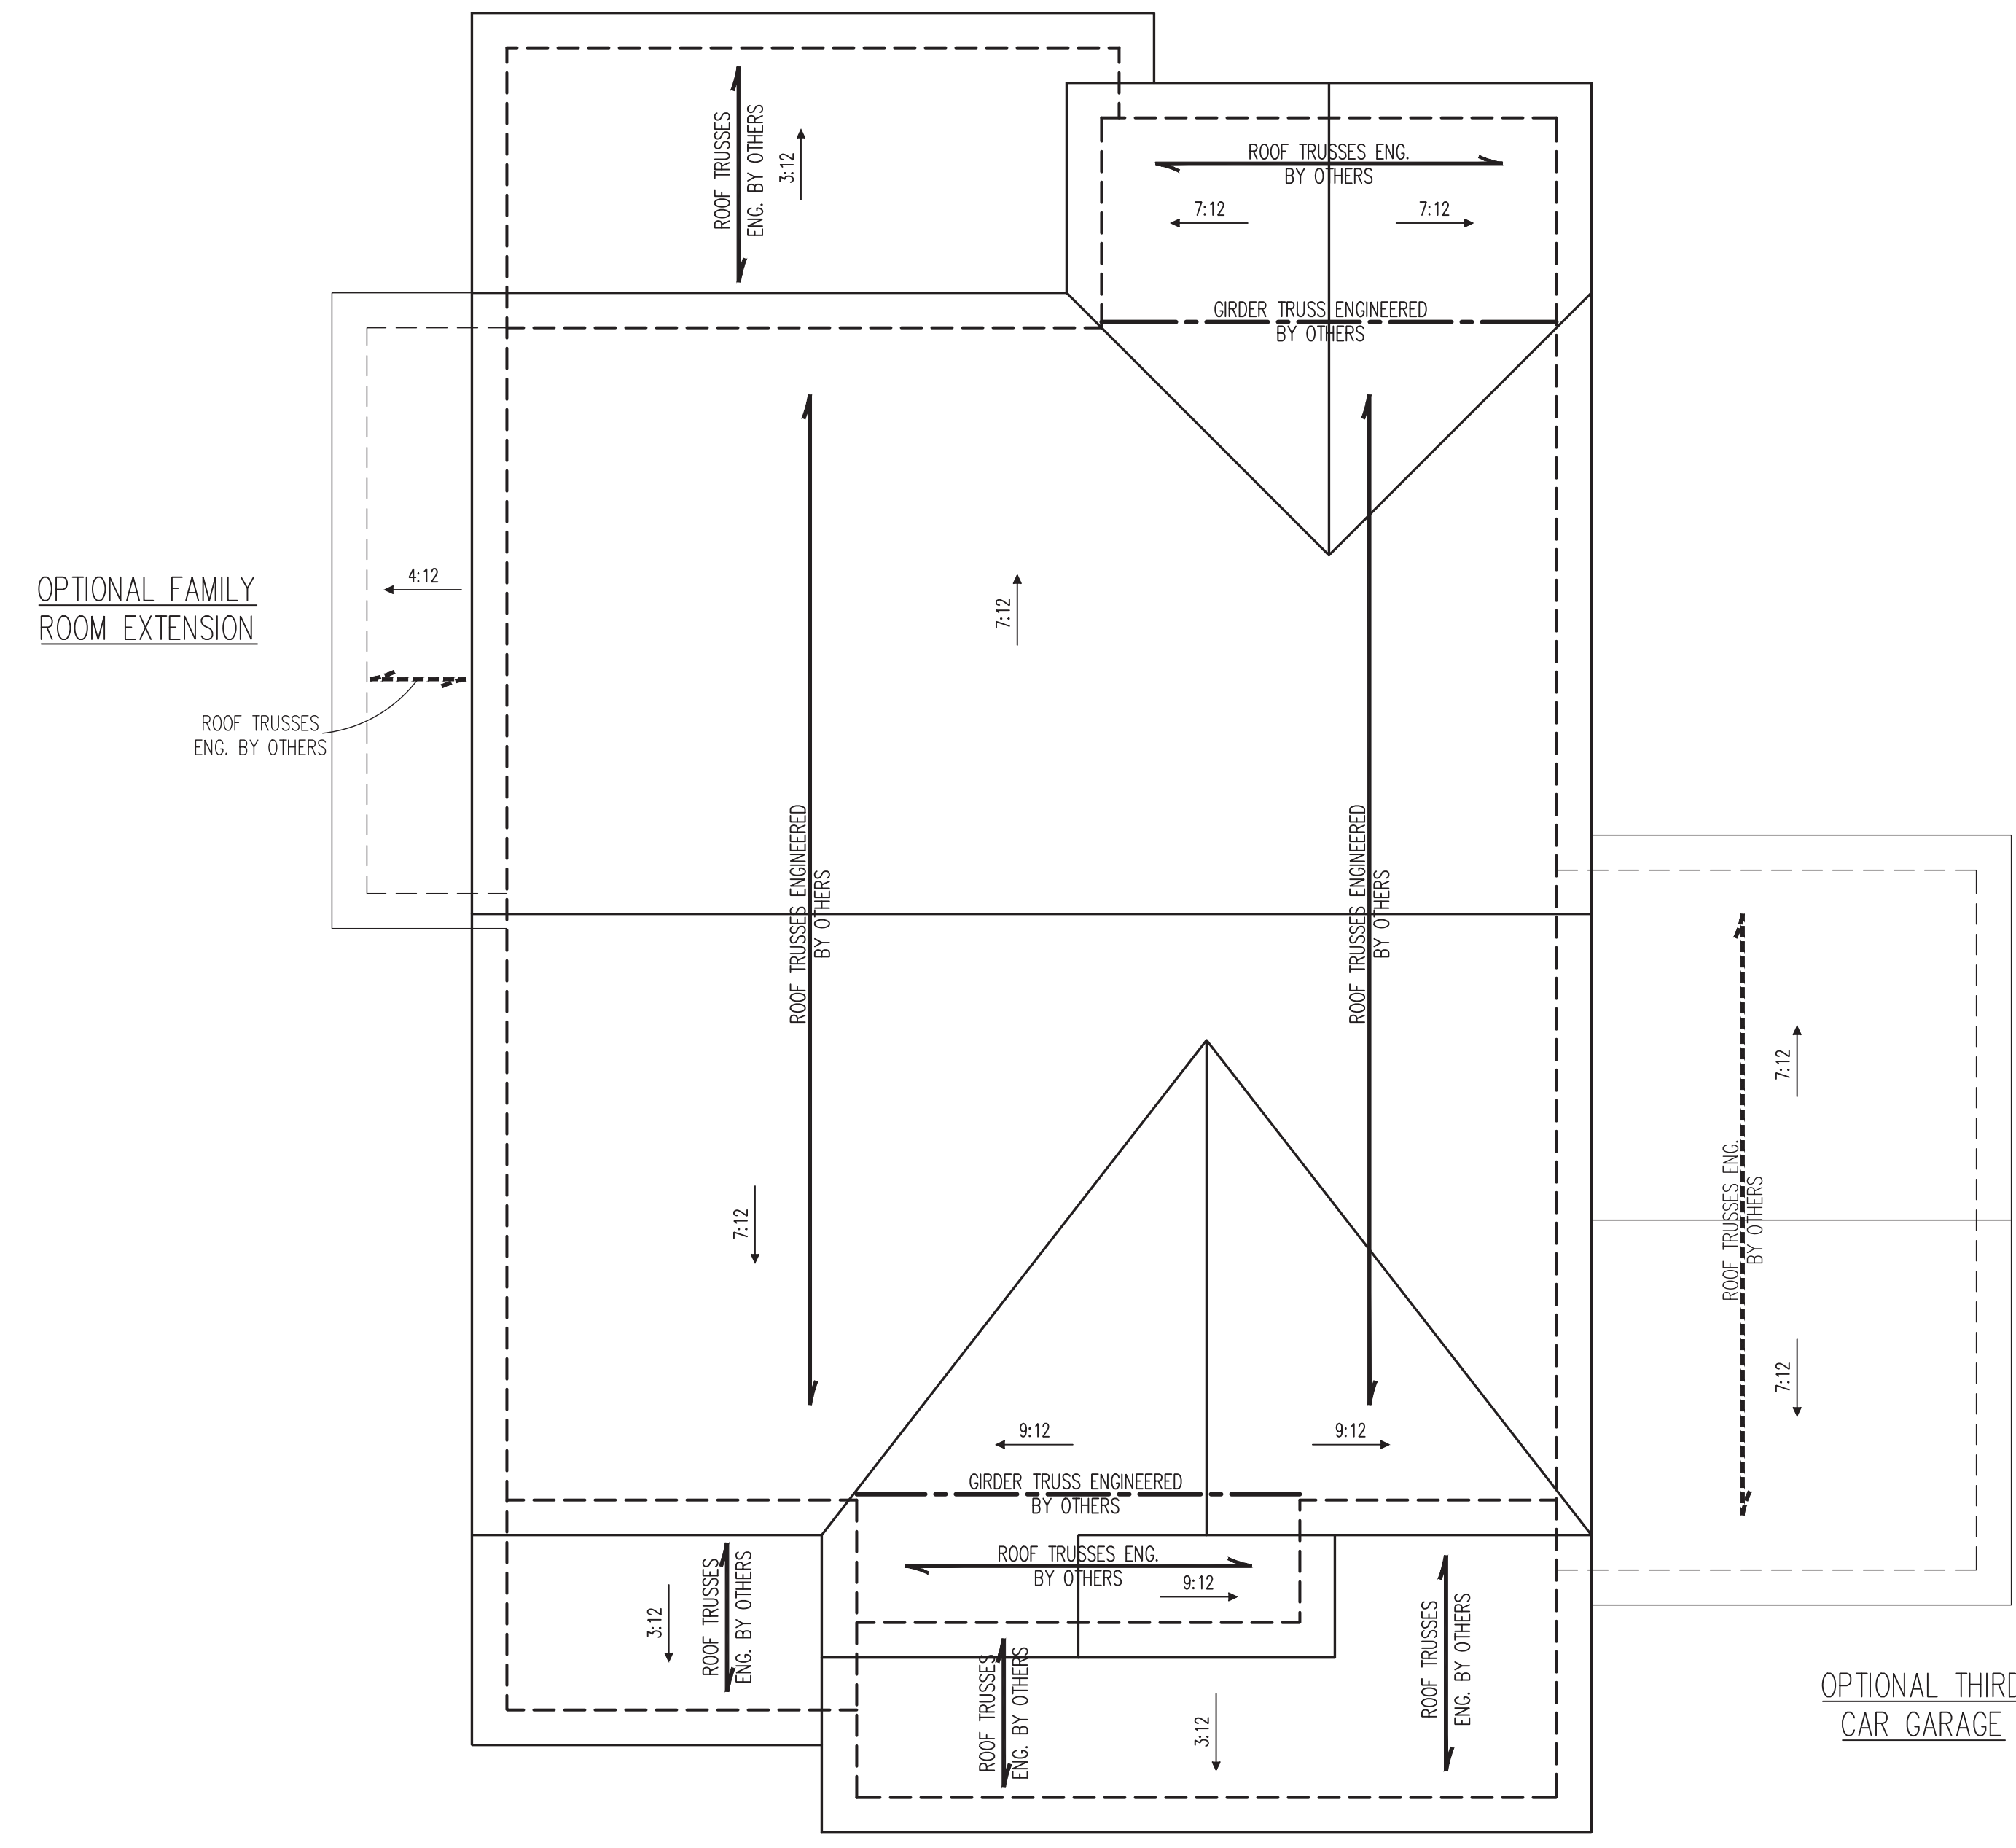 ROOF TRUSSES
ENG. BY OTHERS
3:12
ROOF TRUSSES ENG.
BY OTHERS
7:12
7:12
GIRDER TRUSS ENGINEERED
BY OTHERS
OPTIONAL FAMILY
ROOM EXTENSION
4:12
ROOF TRUSSES
ENG. BY OTHERS
7:12
ROOF TRUSSES ENGINEERED
BY OTHERS
ROOF TRUSSES ENGINEERED
BY OTHERS
7:12
7:12
ROOF TRUSSES ENG.
BY OTHERS
7:12
9:12
9:12
GIRDER TRUSS ENGINEERED
BY OTHERS
ROOF TRUSSES ENG.
BY OTHERS
9:12
3:12
ROOF TRUSSES
ENG. BY OTHERS
ROOF TRUSSES
ENG. BY OTHERS
3:12
ROOF TRUSSES
ENG. BY OTHERS
OPTIONAL THIRD
CAR GARAGE